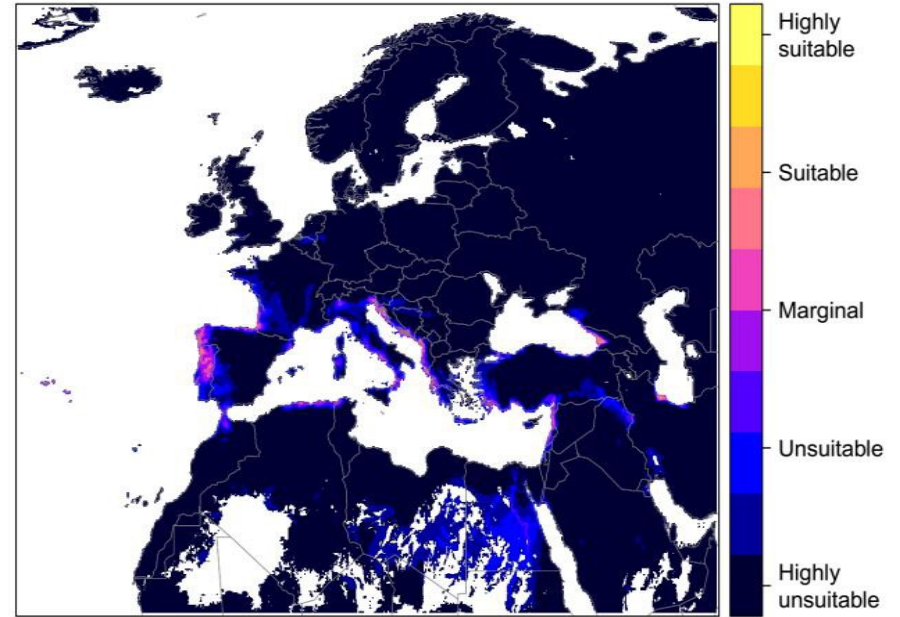 Highly
suitable
Suitable
Marginal
Unsuitable
Highly
unsuitable